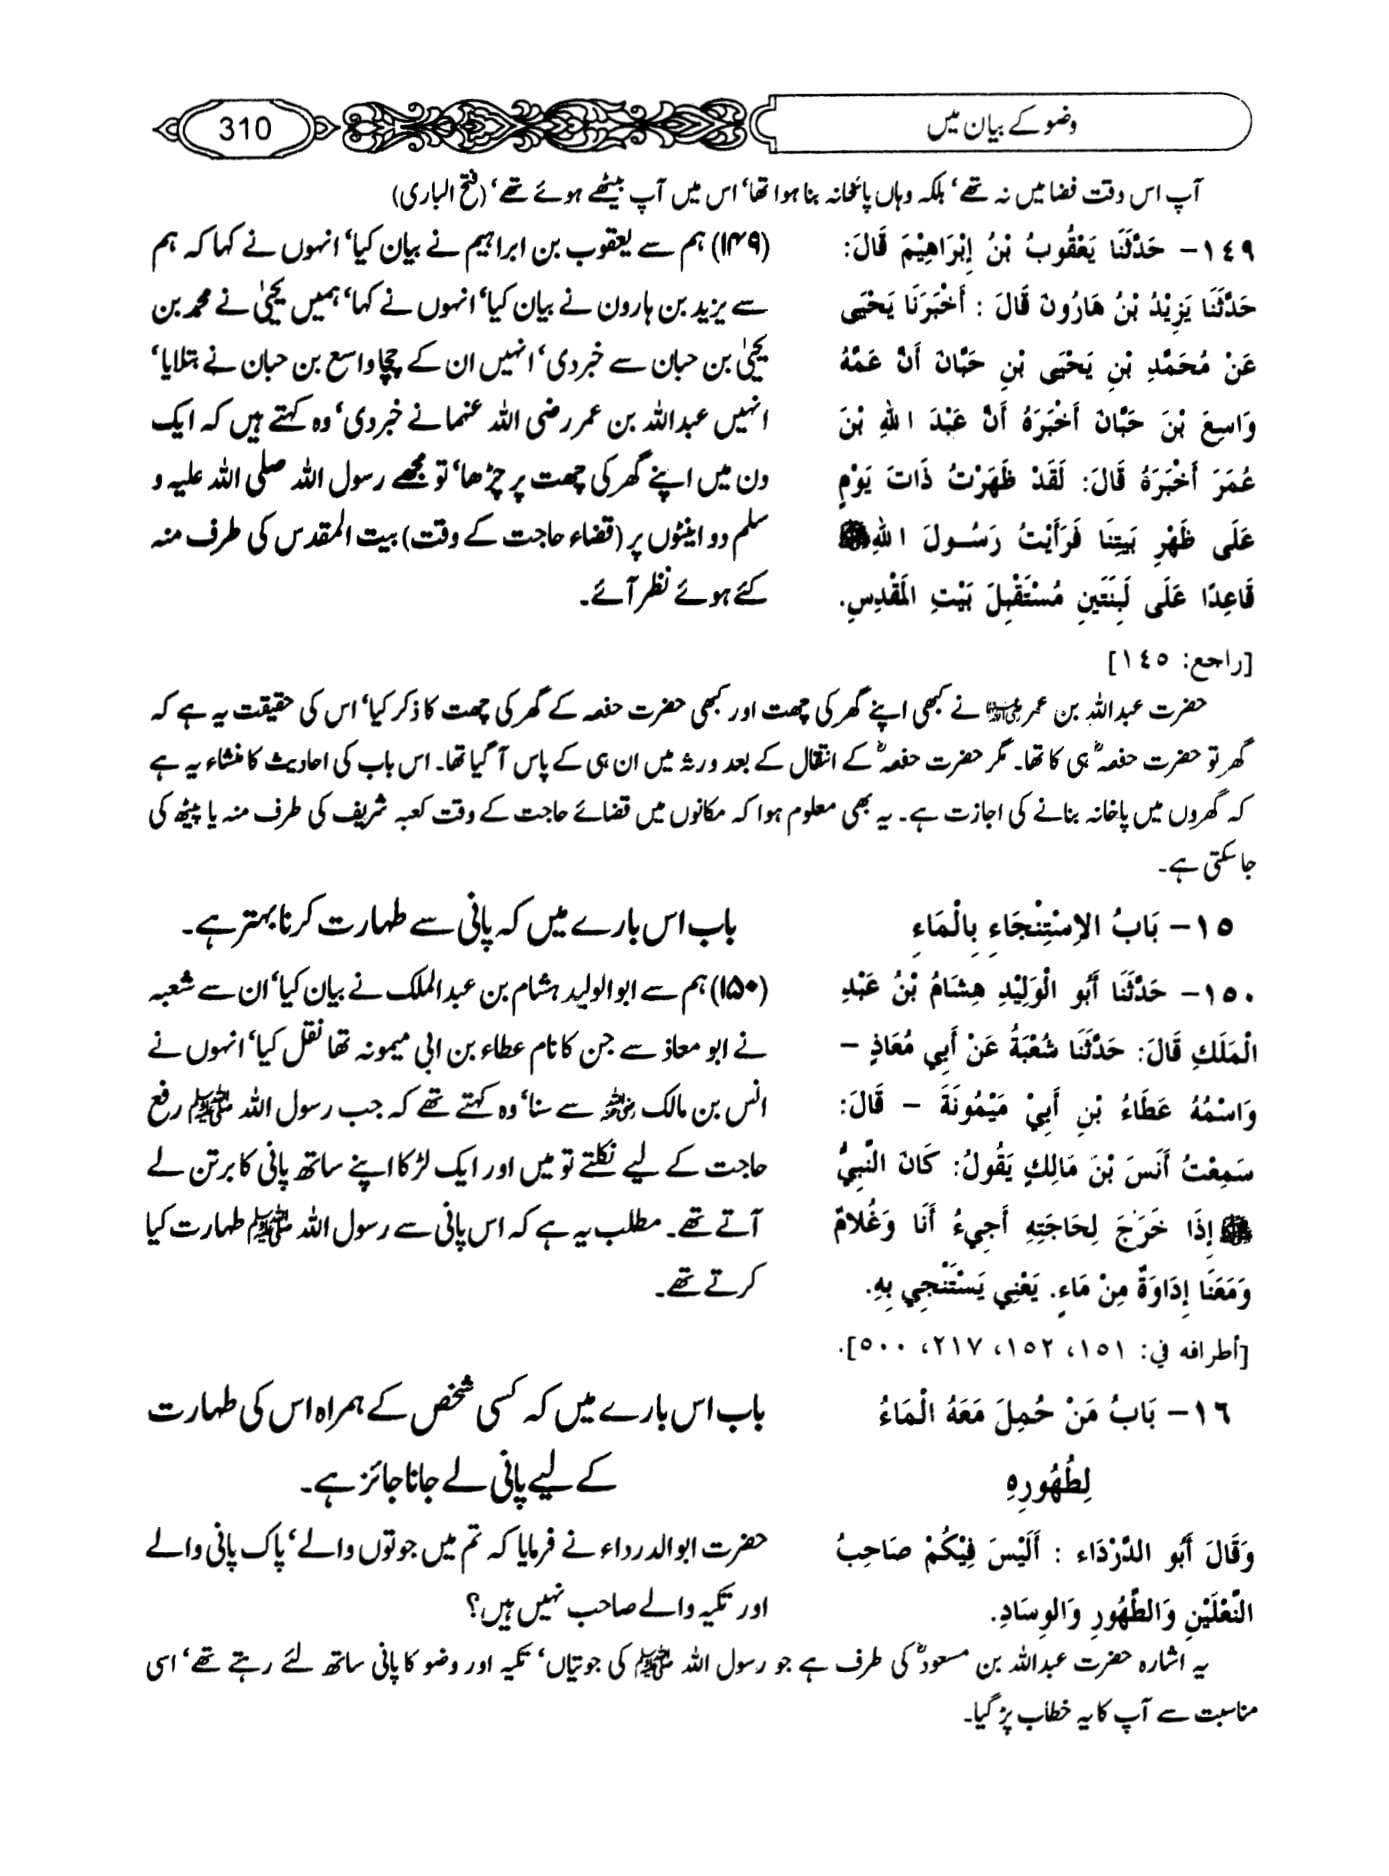 وضو کے بیان میں
310
آپ اس وقت فضا میں نہ تھے' بلکہ وہاں پائخانہ بنا ہوا تھا' اس میں آپ بیٹھے ہوئے تھے' (فتح الباری)
١٤٩- حَدَّثَنَا يَعْقُوبُ بْنُ إِبْرَاهِيْمَ قَالَ:
حَدَّثَنَا يَزِيْدُ بْنُ هَارُونَ قَالَ : أَخْبَرَنَا يَحْيَى
عَنْ مُحَمَّدِ بْنِ يَحْيَى بْنِ حَبَّانَ أَنَّ عَمَّهُ
وَاسِعَ بْنَ حَبَّانَ أَخْبَرَهُ أَنَّ عَبْدَ اللهِ بْنَ
عُمَرَ أَخْبَرَهُ قَالَ: لَقَدْ ظَهَرْتُ ذَاتَ يَوْمٍ
عَلَى ظَهْرِ بَيتِنَا فَرَأَيْتُ رَسُولَ اللهِ ﷺ
قَاعِدًا عَلَى لَبِنَتَينِ مُسْتَقْبِلَ بَيْتِ المَقْدِسِ.
[راجع: ١٤٥]
(۱۴۹) ہم سے یعقوب بن ابراہیم نے بیان کیا' انہوں نے کہا کہ ہم
سے یزید بن ہارون نے بیان کیا' انہوں نے کہا' ہمیں یحییٰ نے محمد بن
یحییٰ بن حبان سے خبر دی' انہیں ان کے چچا واسع بن حبان نے بتلایا'
انہیں عبداللہ بن عمر رضی اللہ عنہما نے خبر دی' وہ کہتے ہیں کہ ایک
دن میں اپنے گھر کی چھت پر چڑھا' تو مجھے رسول اللہ صلی اللہ علیہ و
سلم دو اینٹوں پر (قضاء حاجت کے وقت) بیت المقدس کی طرف منہ
کئے ہوئے نظر آئے۔
حضرت عبداللہ بن عمر رضی اللہ عنہما نے کبھی اپنے گھر کی چھت اور کبھی حضرت حفصہ کے گھر کی چھت کا ذکر کیا' اس کی حقیقت یہ ہے کہ
گھر تو حضرت حفصہؓ ہی کا تھا۔ مگر حضرت حفصہؓ کے انتقال کے بعد ورثہ میں ان ہی کے پاس آ گیا تھا۔ اس باب کی احادیث کا منشاء یہ ہے
کہ گھروں میں پاخانہ بنانے کی اجازت ہے۔ یہ بھی معلوم ہوا کہ مکانوں میں قضائے حاجت کے وقت کعبہ شریف کی طرف منہ یا پیٹھ کی
جا سکتی ہے۔
١٥- بَابُ الاِسْتِنْجَاءِ بِالْمَاءِ
باب اس بارے میں کہ پانی سے طہارت کرنا بہتر ہے۔
١٥٠- حَدَّثَنَا أَبُو الْوَلِيْدِ هِشَامُ بْنُ عَبْدِ
الْمَلَكِ قَالَ: حَدَّثَنَا شُعْبَةُ عَنْ أَبِي مُعَاذٍ –
وَاسْمُهُ عَطَاءُ بْنِ أَبِيْ مَيْمُونَةَ – قَالَ:
سَمِعْتُ أَنَسَ بْنَ مَالِكٍ يَقُولُ: كَانَ النَّبِيُّ
ﷺ إِذَا خَرَجَ لِحَاجَتِهِ أَجِيءُ أَنَا وَغُلاَمٌ
وَمَعَنَا إِدَاوَةٌ مِنْ مَاءٍ. يَعْنِي يَسْتَنْجِي بِهِ.
[أطرافه في: ١٥١، ١٥٢، ٢١٧، ٥٠٠].
(۱۵۰) ہم سے ابوالولید ہشام بن عبدالملک نے بیان کیا' ان سے شعبہ
نے ابو معاذ سے جن کا نام عطاء بن ابی میمونہ تھا نقل کیا' انہوں نے
انس بن مالک رضی اللہ عنہ سے سنا' وہ کہتے تھے کہ جب رسول اللہ ﷺ رفع
حاجت کے لیے نکلتے تو میں اور ایک لڑکا اپنے ساتھ پانی کا برتن لے
آتے تھے۔ مطلب یہ ہے کہ اس پانی سے رسول اللہ ﷺ طہارت کیا
کرتے تھے۔
١٦- بَابُ مَنْ حُمِلَ مَعَهُ الْمَاءُ
لِطُهُورِهِ
باب اس بارے میں کہ کسی شخص کے ہمراہ اس کی طہارت
کے لیے پانی لے جانا جائز ہے۔
وَقَالَ أَبُو الدَّرْدَاء : أَلَيْسَ فِيْكُمْ صَاحِبُ
النَّعْلَيْنِ وَالطَّهُورِ وَالوِسَادِ.
حضرت ابوالدرداء نے فرمایا کہ تم میں جوتوں والے' پاک پانی والے
اور تکیہ والے صاحب نہیں ہیں؟
یہ اشارہ حضرت عبداللہ بن مسعودؓ کی طرف ہے جو رسول اللہ ﷺ کی جوتیاں' تکیہ اور وضو کا پانی ساتھ لئے رہتے تھے' اسی
مناسبت سے آپ کا یہ خطاب پڑ گیا۔